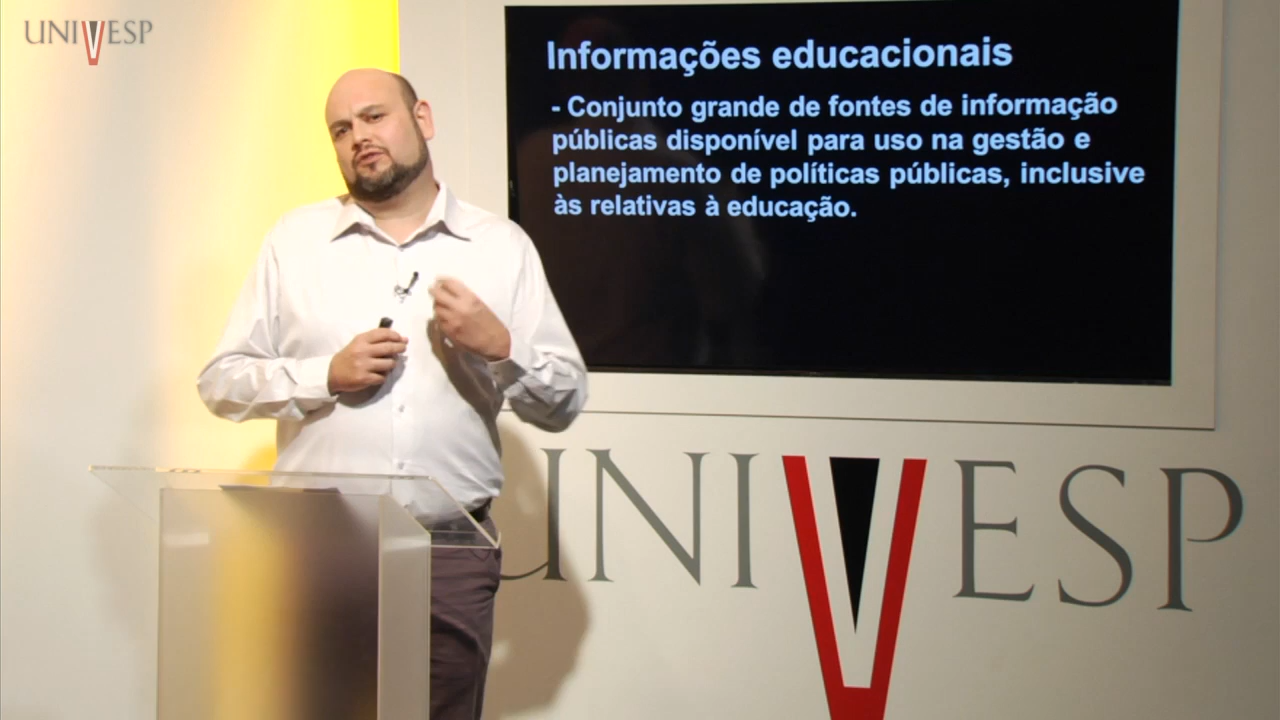 UNIVESP
Informações educacionais
- Conjunto grande de fontes de informação
públicas disponível para uso na gestão e
planejamento de políticas públicas, inclusive
às relativas à educação.
UNIVESP